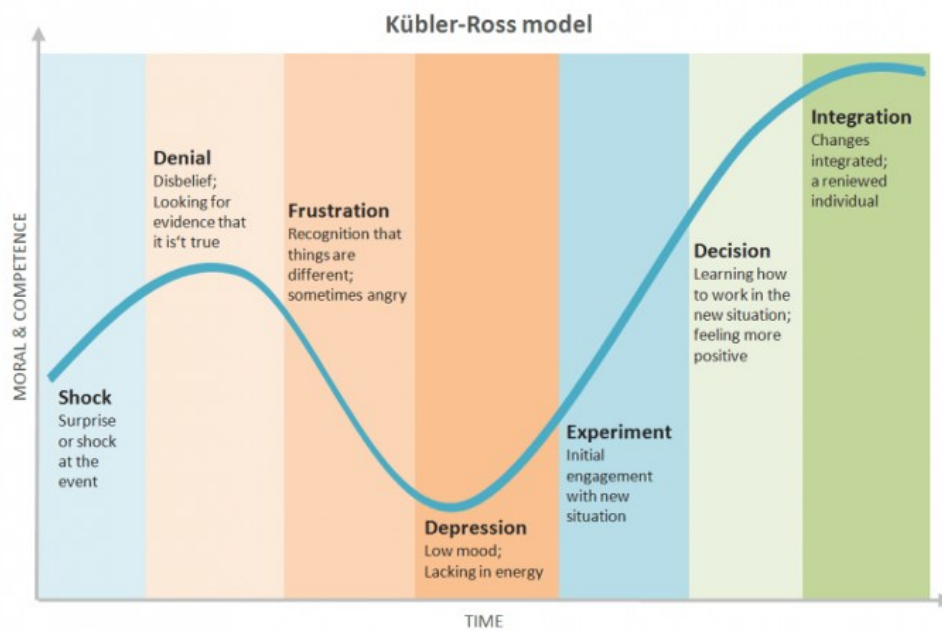 Kübler-Ross model
MORAL & COMPETENCE
Shock
Surprise
or shock
at the
event
Denial
Disbelief;
Looking for
evidence that
it is't true
Frustration
Recognition that
things are
different;
sometimes angry
Depression
Low mood;
Lacking in energy
Experiment
Initial
engagement
with new
situation
Decision
Learning how
to work in the
new situation;
feeling more
positive
Integration
Changes
integrated;
a reniewed
individual
TIME